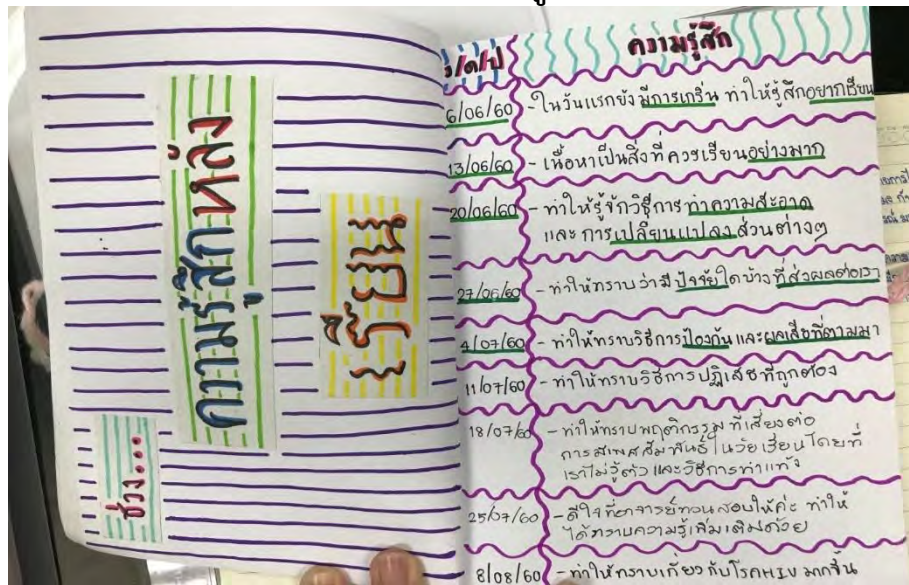 ช่วง...
ความรู้สึกหลัง
เรียน
ว/ด/ป ความรู้สึก
6/06/60 - ในวันแรกยังมีการเกริ่น ทำให้รู้สึกอยากเรียน
13/06/60 - เนื้อหาเป็นสิ่งที่ควรเรียนอย่างมาก
20/06/60 - ทำให้รู้จักวิธีการทำความสะอาด
และ การเปลี่ยนแปลงส่วนต่างๆ
27/06/60 - ทำให้ทราบว่ามีปัจจัยใดบ้างที่ส่งผลต่อเรา
4/07/60 - ทำให้ทราบวิธีการป้องกันและผลเสียที่ตามมา
11/07/60 - ทำให้ทราบวิธีการปฏิเสธที่ถูกต้อง
18/07/60 - ทำให้ทราบพฤติกรรมที่เสี่ยงต่อ
การมีเพศสัมพันธ์ในวัยเรียนโดยที่
เราไม่รู้ตัว และวิธีการทำแท้ง
25/07/60 - ดีใจที่อาจารย์ทวนสอบให้ค่ะ ทำให้
ได้ทราบความรู้เพิ่มเติมด้วย
8/08/60 - ทำให้ทราบเกี่ยวกับโรคHIV มากขึ้น